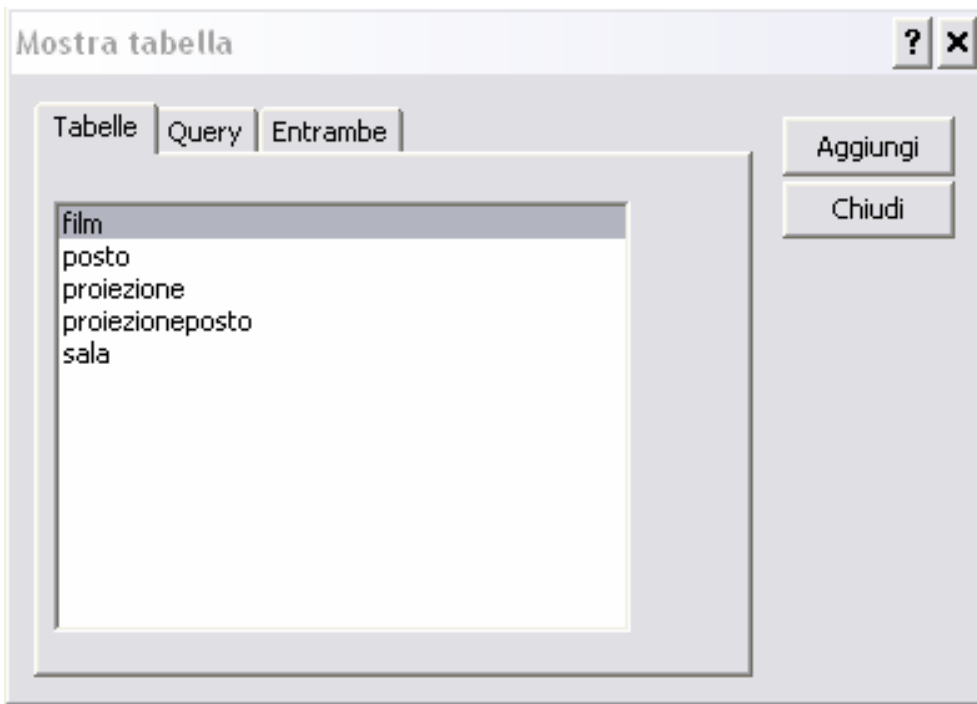 Mostra tabella
Tabelle Query Entrambe
Aggiungi
Chiudi
film
posto
proiezione
proiezioneposto
sala